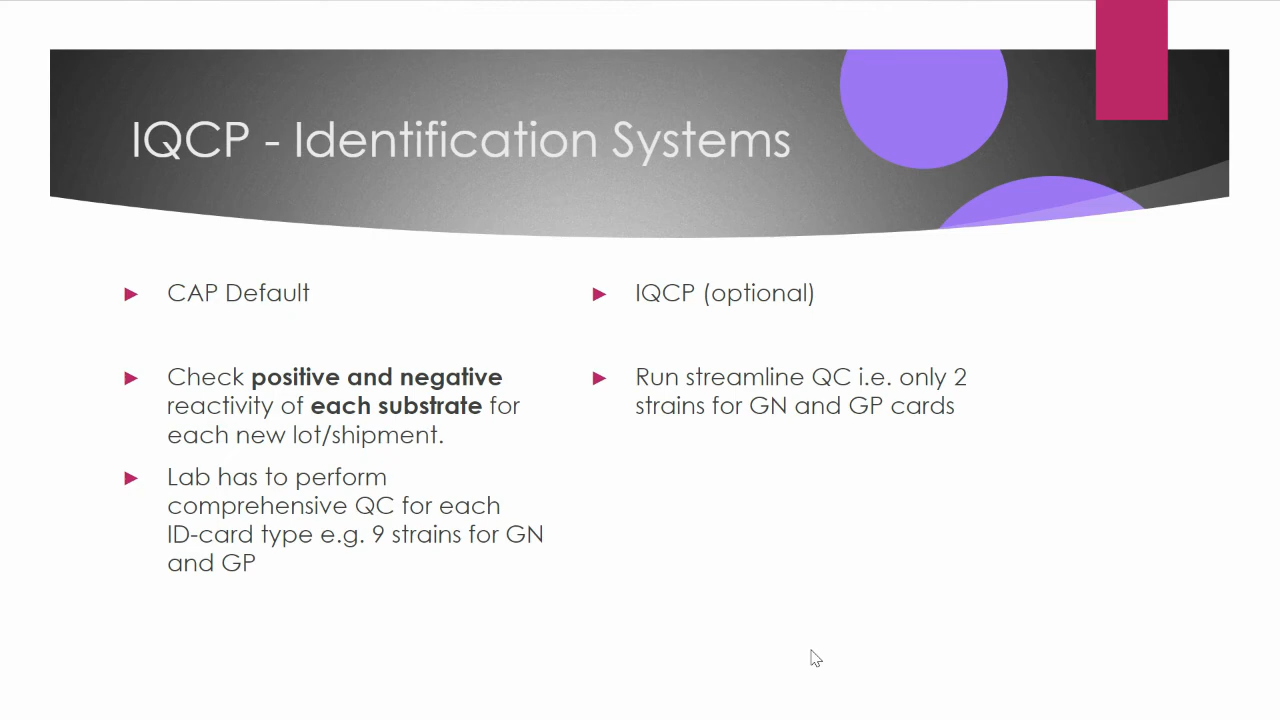 IQCP - Identification Systems
CAP Default
Check positive and negative
reactivity of each substrate for
each new lot/shipment.
Lab has to perform
comprehensive QC for each
ID-card type e.g. 9 strains for GN
and GP
IQCP (optional)
Run streamline QC i.e. only 2
strains for GN and GP cards